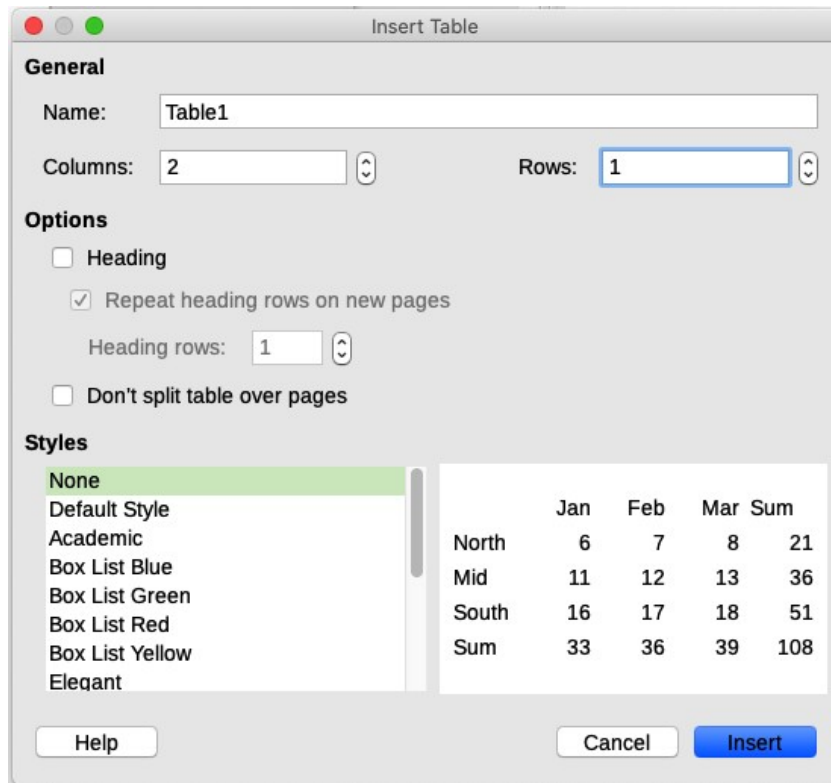 Insert Table
General
Name: Table1
Columns: 2 Rows: 1
Options
Heading
Repeat heading rows on new pages
Heading rows: 1
Don't split table over pages
Styles
None
Default Style
Academic
Box List Blue
Box List Green
Box List Red
Box List Yellow
Elegant
Jan Feb Mar Sum
North 6 7 8 21
Mid 11 12 13 36
South 16 17 18 51
Sum 33 36 39 108
Help Cancel Insert